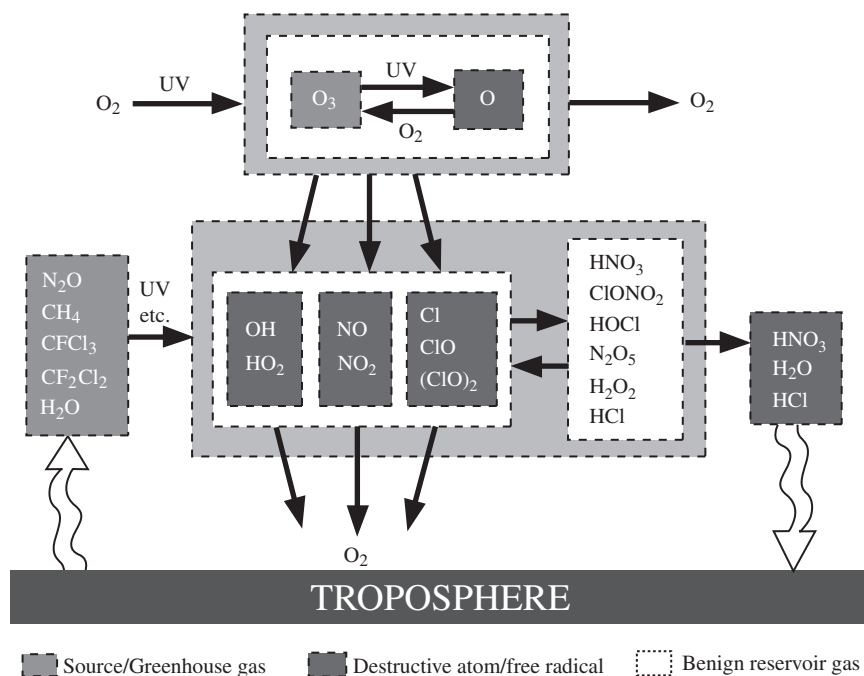 UV
UV
O₂
O₃
O
O₂
O₂
N₂O
CH₄
CFCl₃
CF₂Cl₂
H₂O
UV
etc.
OH
HO₂
NO
NO₂
Cl
ClO
(ClO)₂
HNO₃
ClONO₂
HOCl
N₂O₅
H₂O₂
HCl
HNO₃
H₂O
HCl
O₂
TROPOSPHERE
Source/Greenhouse gas
Destructive atom/free radical
Benign reservoir gas